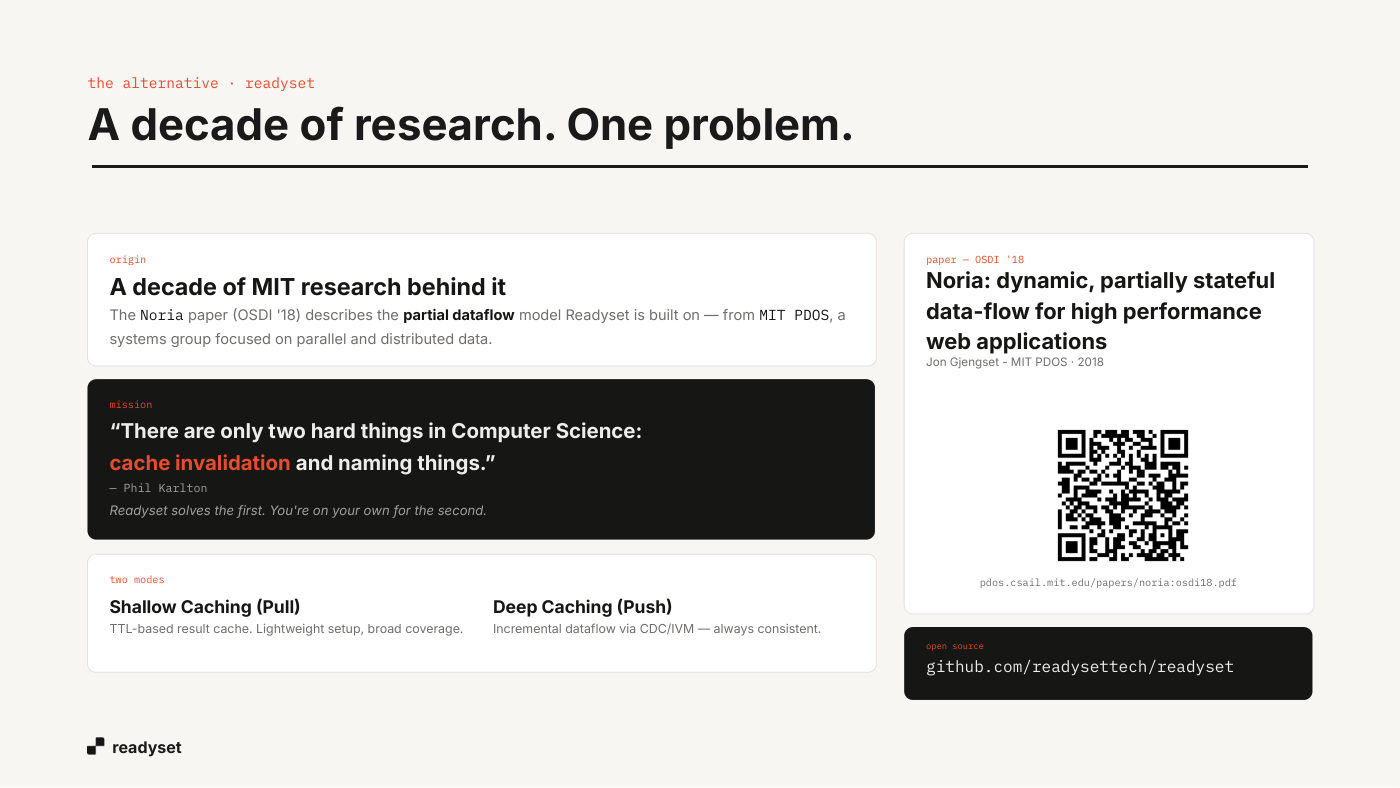 the alternative · readyset
A decade of research. One problem.
origin
A decade of MIT research behind it
The Noria paper (OSDI '18) describes the partial dataflow model Readyset is built on — from MIT PDOS, a
systems group focused on parallel and distributed data.
mission
“There are only two hard things in Computer Science:
cache invalidation and naming things.”
— Phil Karlton
Readyset solves the first. You're on your own for the second.
two modes
Shallow Caching (Pull)
TTL-based result cache. Lightweight setup, broad coverage.
Deep Caching (Push)
Incremental dataflow via CDC/IVM — always consistent.
paper — OSDI '18
Noria: dynamic, partially stateful
data-flow for high performance
web applications
Jon Gjengset - MIT PDOS · 2018
pdos.csail.mit.edu/papers/noria:osdi18.pdf
open source
github.com/readysettech/readyset
readyset